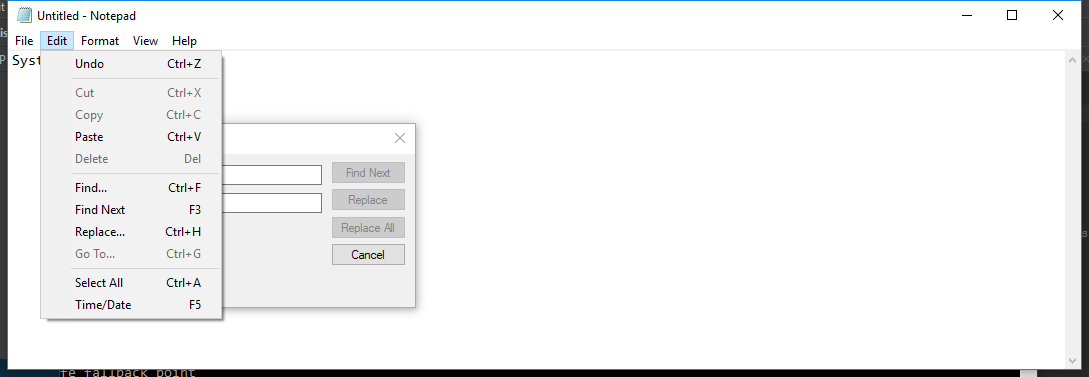 Untitled - Notepad
File Edit Format View Help
Syst
Undo Ctrl+Z
Cut Ctrl+X
Copy Ctrl+C
Paste Ctrl+V
Delete Del
Find... Ctrl+F
Find Next F3
Replace... Ctrl+H
Go To... Ctrl+G
Select All Ctrl+A
Time/Date F5
Find Next
Replace
Replace All
Cancel
fe fallback point